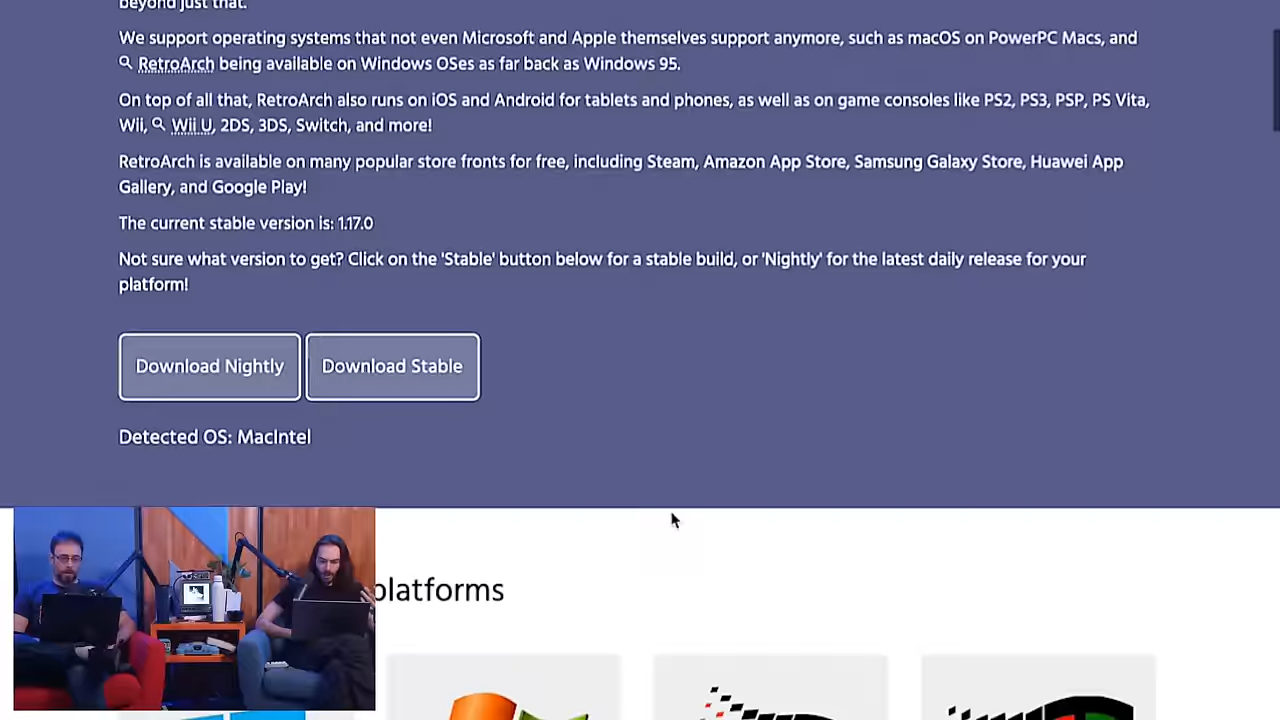 beyond just that.
We support operating systems that not even Microsoft and Apple themselves support anymore, such as macOS on PowerPC Macs, and
RetroArch being available on Windows OSes as far back as Windows 95.
On top of all that, RetroArch also runs on iOS and Android for tablets and phones, as well as on game consoles like PS2, PS3, PSP, PS Vita,
Wii, Wii U, 2DS, 3DS, Switch, and more!
RetroArch is available on many popular store fronts for free, including Steam, Amazon App Store, Samsung Galaxy Store, Huawei App
Gallery, and Google Play!
The current stable version is: 1.17.0
Not sure what version to get? Click on the 'Stable' button below for a stable build, or 'Nightly' for the latest daily release for your
platform!
Download Nightly Download Stable
Detected OS: MacIntel
platforms